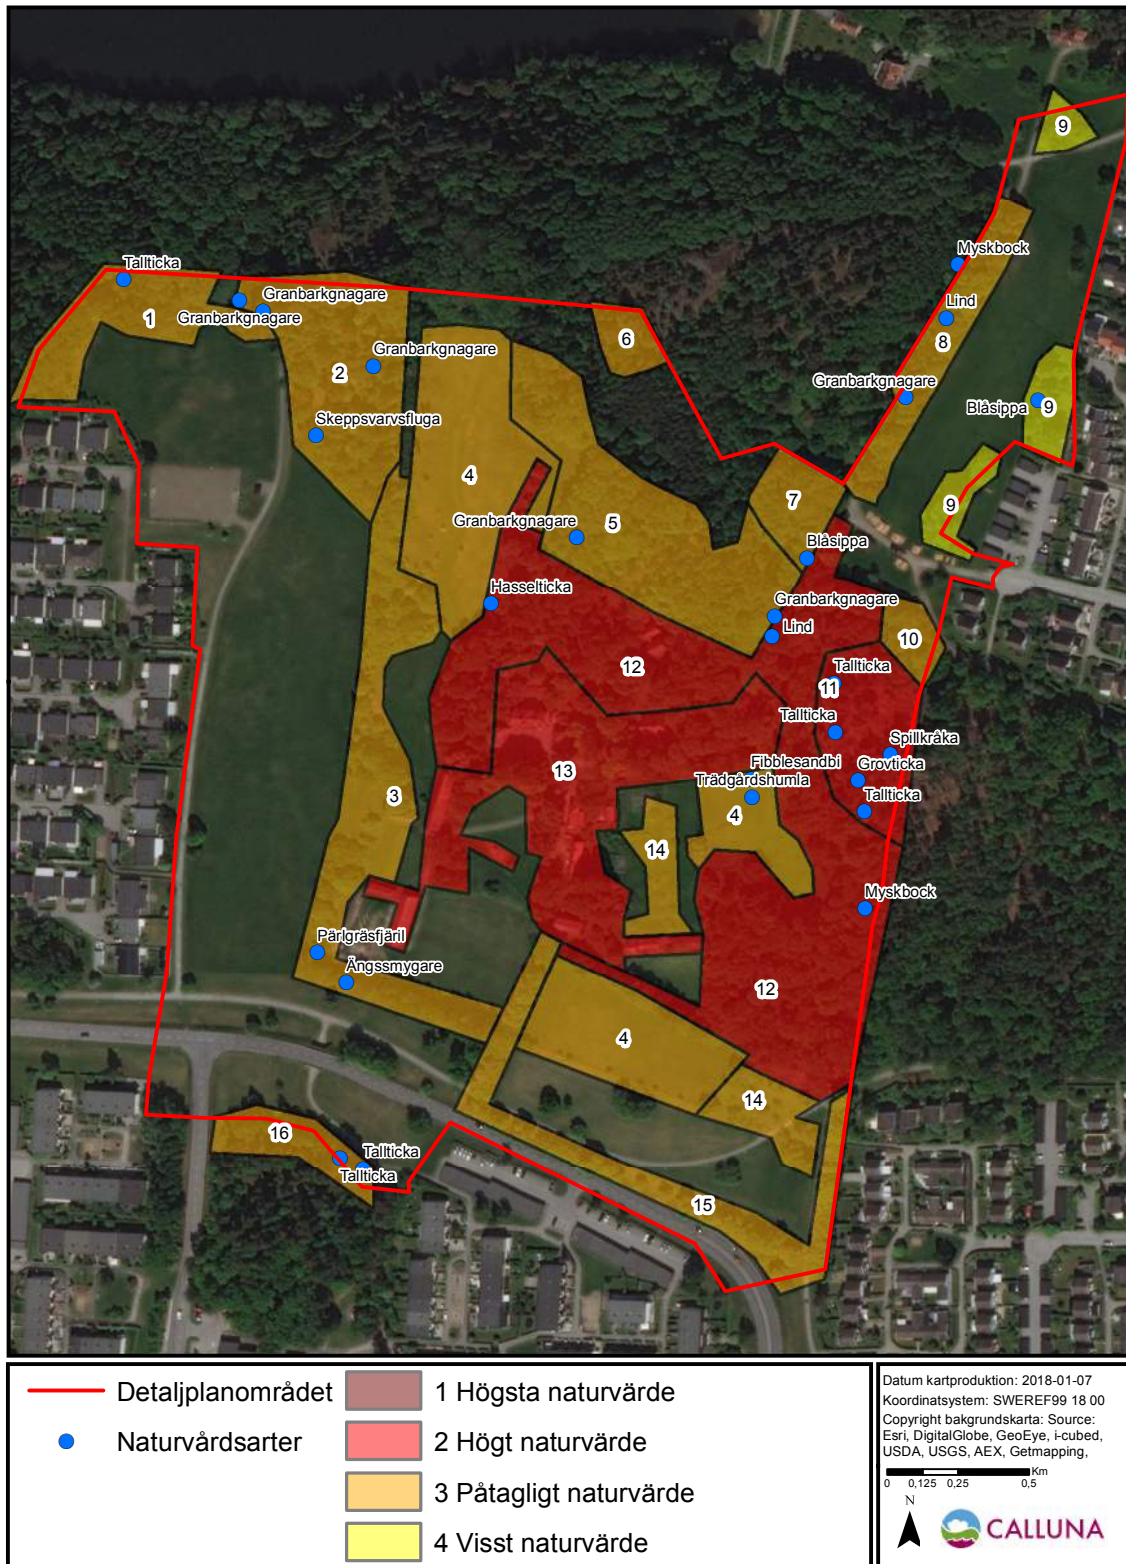 9
Myskbock
Tallticka
Granbarkgnagare
Lind
1
Granbarkgnagare
6
8
Granbarkgnagare
2
Granbarkgnagare
Blåsippa
9
Skeppsvarvsfluga
4
7
9
Granbarkgnagare
5
Blåsippa
Hasselticka
Granbarkgnagare
Lind
10
12
Tallticka
11
Tallticka
Spillkråka
13
Fibblesandbi
Grovticka
Trädgårdshumla
3
4
Tallticka
14
Myskbock
Pärlgräsfjäril
Ängssmygare
12
4
14
16
Tallticka
Tallticka
15
Detaljplanområdet
Naturvårdsarter
1 Högsta naturvärde
2 Högt naturvärde
3 Påtagligt naturvärde
4 Visst naturvärde
Datum kartproduktion: 2018-01-07
Koordinatsystem: SWEREF99 18 00
Copyright bakgrundskarta: Source:
Esri, DigitalGlobe, GeoEye, i-cubed,
USDA, USGS, AEX, Getmapping,
Km
0 0,125 0,25 0,5
N
CALLUNA